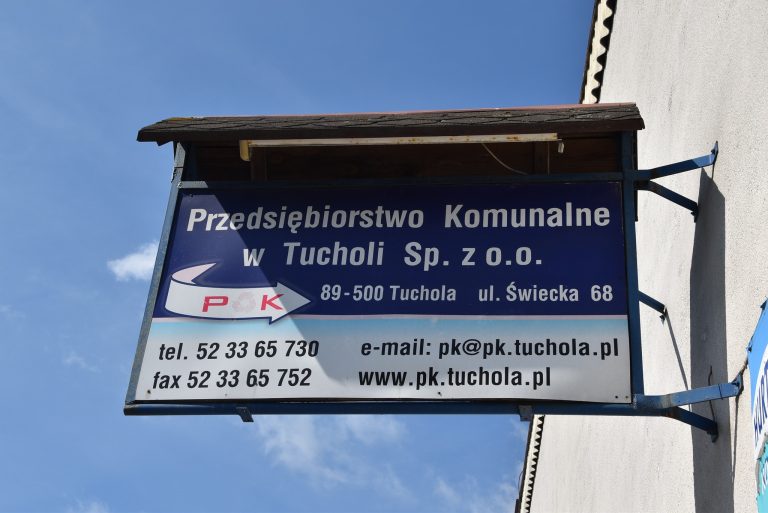 Przedsiębiorstwo Komunalne
w Tucholi Sp. z o.o.
PK
89-500 Tuchola ul. Świecka 68
tel. 52 33 65 730 e-mail: pk@pk.tuchola.pl
fax 52 33 65 752 www.pk.tuchola.pl